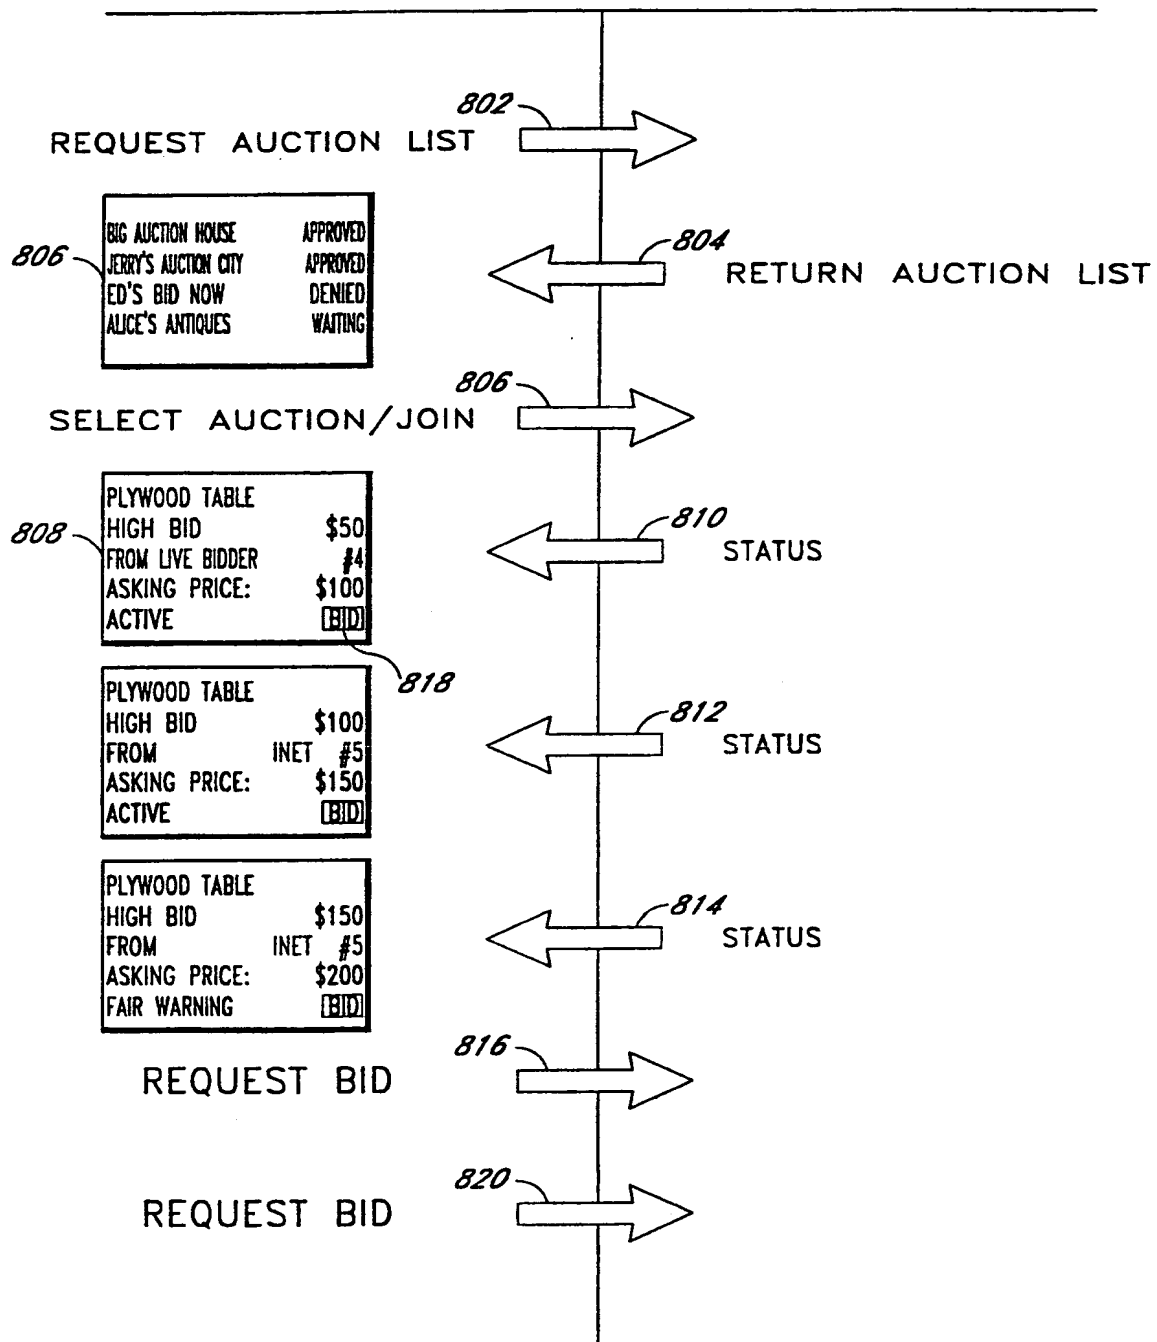 802
REQUEST AUCTION LIST
BIG AUCTION HOUSE APPROVED
JERRY'S AUCTION CITY APPROVED
ED'S BID NOW DENIED
ALICE'S ANTIQUES WAITING
806
804
RETURN AUCTION LIST
806
SELECT AUCTION/JOIN
PLYWOOD TABLE
HIGH BID $50
FROM LIVE BIDDER #4
ASKING PRICE: $100
ACTIVE BID
808
810
STATUS
818
PLYWOOD TABLE
HIGH BID $100
FROM INET #5
ASKING PRICE: $150
ACTIVE BID
812
STATUS
PLYWOOD TABLE
HIGH BID $150
FROM INET #5
ASKING PRICE: $200
FAIR WARNING BID
814
STATUS
816
REQUEST BID
820
REQUEST BID